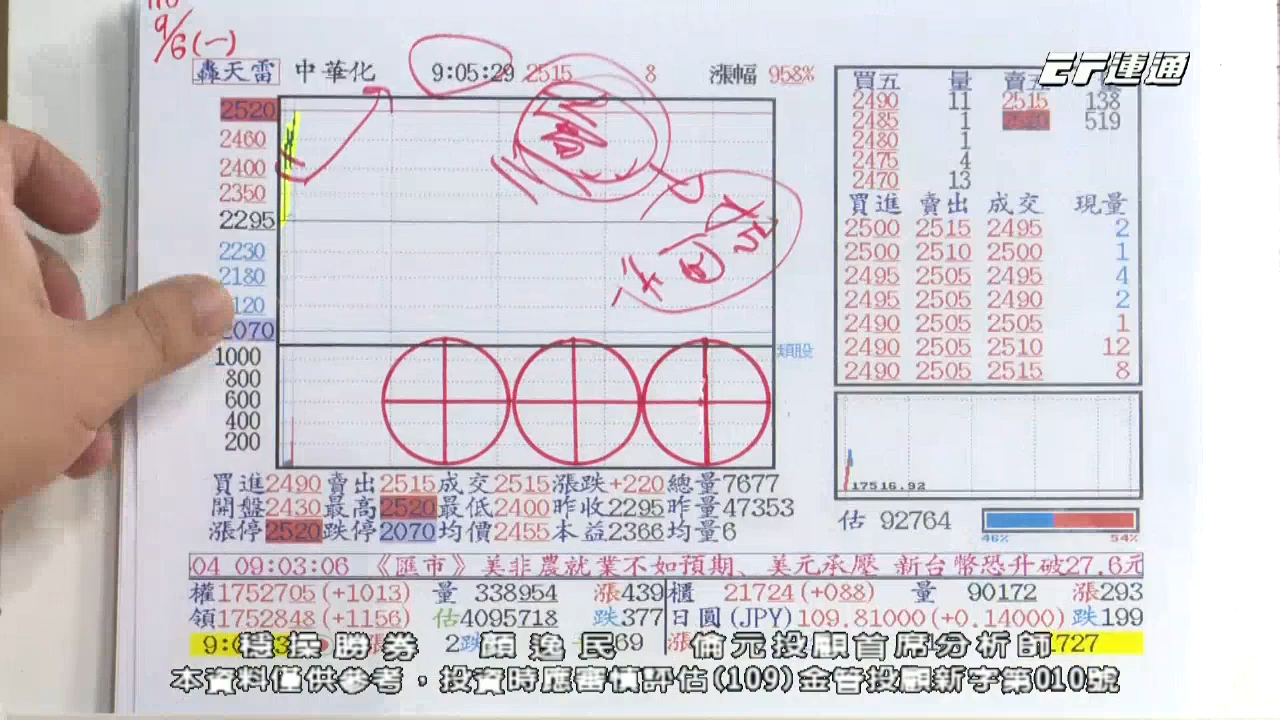 9/6(一)
轟天雷 中華化 9:05:29 2515 8 漲幅 958%
ET運通
買五 量 賣五
2490 11 2515 138
2485 1 519
2480 1
2475 4
2470 13
買進 賣出 成交 現量
2500 2515 2495 2
2500 2510 2500 1
2495 2505 2495 4
2495 2505 2490 2
2490 2505 2505 1
2490 2505 2510 12
2490 2505 2515 8
2520
2460
2400
2350
2295
2230
2180
120
2070
類股
1000
800
600
400
200
17516.92
估 92764
46% 54%
買進2490 賣出2515 成交2515 漲跌+220 總量7677
開盤2430 最高2520 最低2400 昨收2295 昨量47353
漲停2520 跌停2070 均價2455 本益2366 均量6
04 09:03:06 《匯市》美非農就業不如預期、美元承壓 新台幣恐升破27.6元
權1752705(+1013) 量 338954 漲439 櫃 21724(+088) 量 90172 漲293
領1752848(+1156) 估4095718 跌377 日圓(JPY)109.81000(+0.14000)跌199
穩操勝券 顏逸民 倫元投顧首席分析師
本資料僅供參考，投資時應審慎評估(109)金管投顧新字第010號